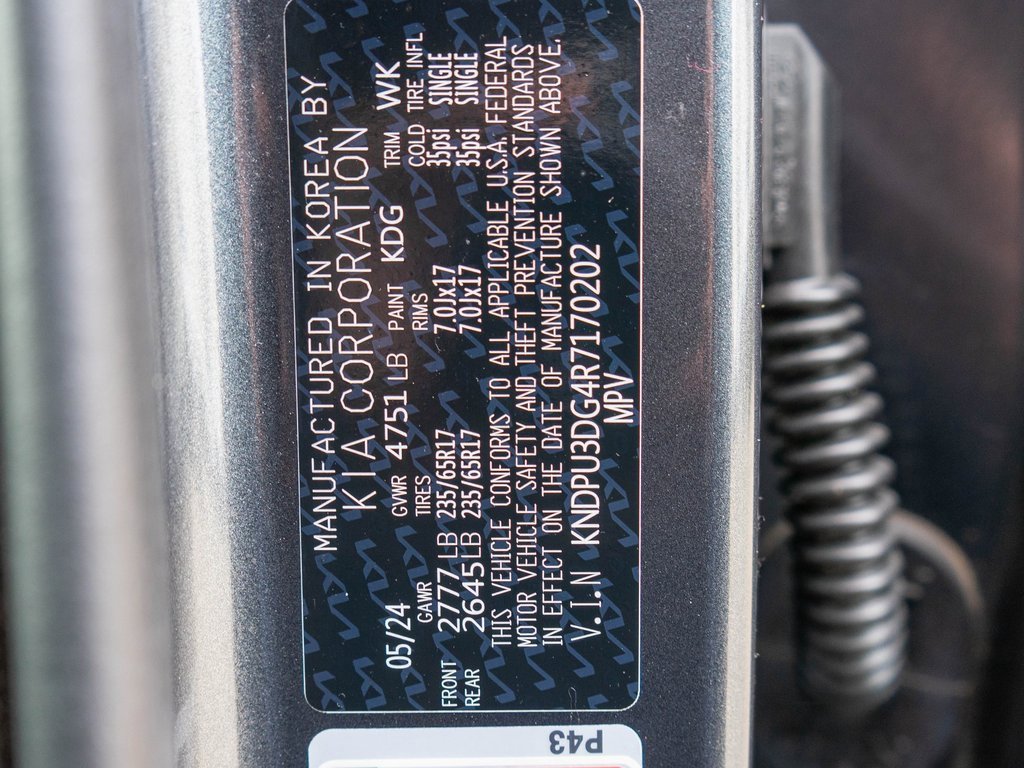 MANUFACTURED IN KOREA BY
KIA CORPORATION
05/24 GVWR 4751 LB PAINT KDG TRIM WK
GAWR TIRES RIMS COLD TIRE INFL
FRONT 2777 LB 235/65R17 7.0Jx17 35psi SINGLE
REAR 2645 LB 235/65R17 7.0Jx17 35psi SINGLE
THIS VEHICLE CONFORMS TO ALL APPLICABLE U.S.A. FEDERAL
MOTOR VEHICLE SAFETY AND THEFT PREVENTION STANDARDS
IN EFFECT ON THE DATE OF MANUFACTURE SHOWN ABOVE.
V.I.N KNDPU3DG4R7170202
MPV
P43